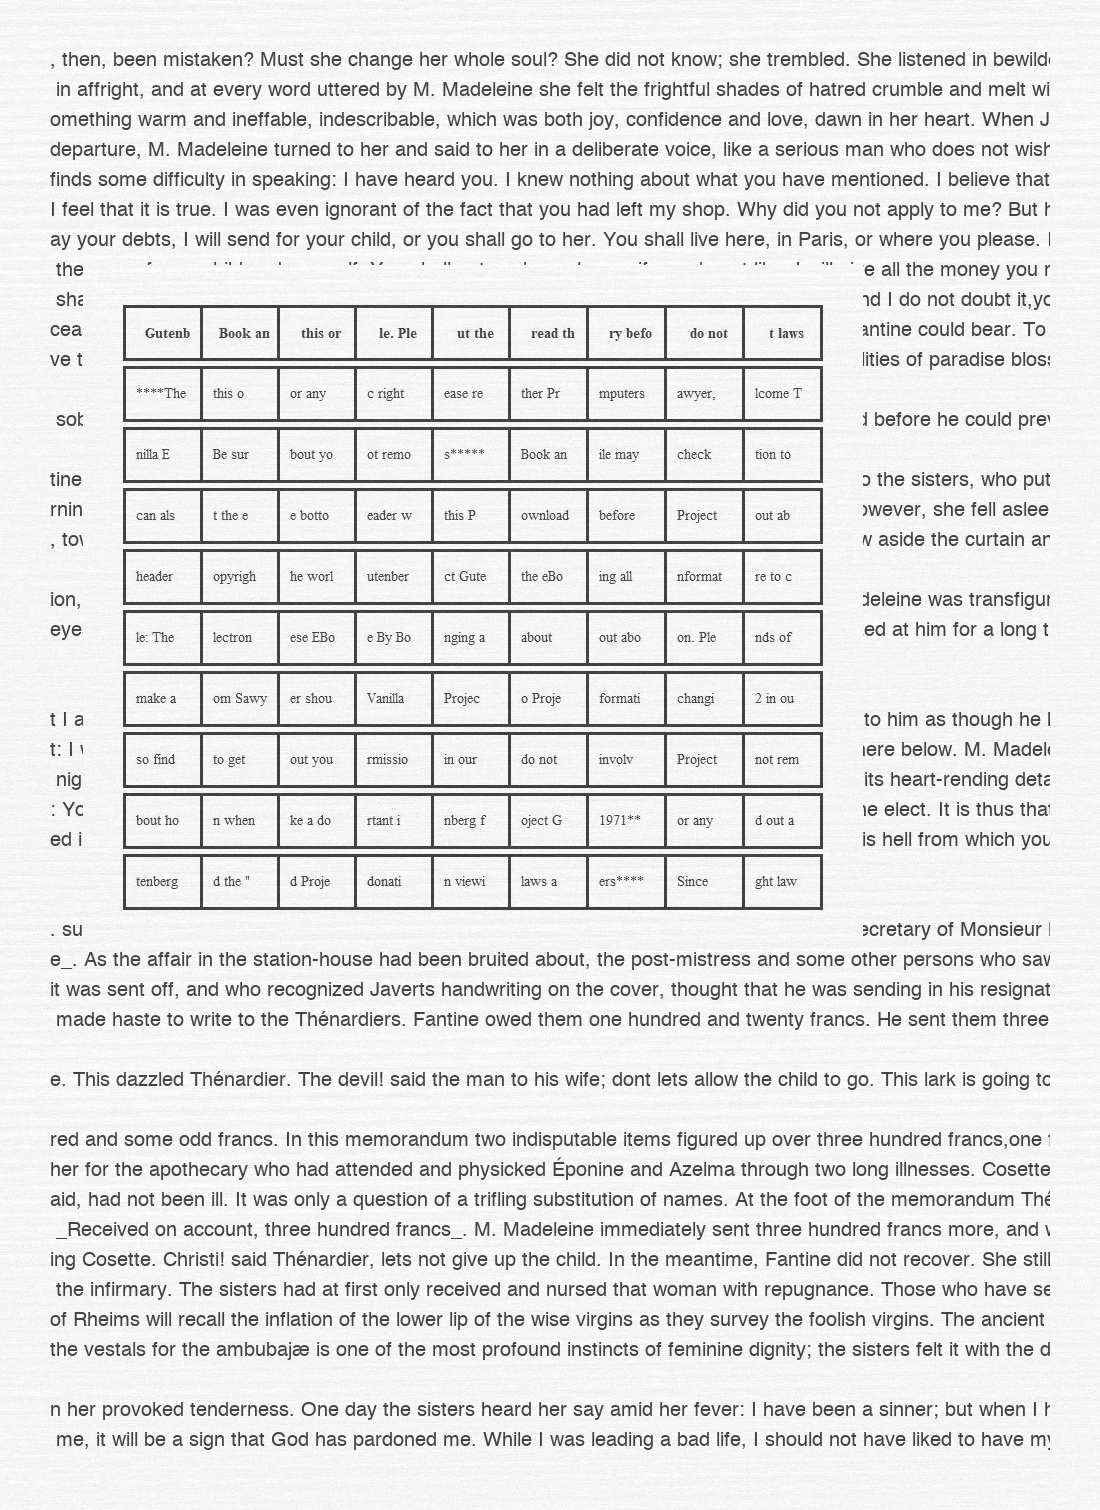 , then, been mistaken? Must she change her whole soul? She did not know; she trembled. She listened in
in affright, and at every word uttered by M. Madeleine she felt the frightful shades of hatred crumble and melt
omething warm and ineffable, indescribable, which was both joy, confidence and love, dawn in her heart. When
departure, M. Madeleine turned to her and said to her in a deliberate voice, like a serious man who does not wish
finds some difficulty in speaking: I have heard you. I knew nothing about what you have mentioned. I believe that
I feel that it is true. I was even ignorant of the fact that you had left my shop. Why did you not apply to me? But
ay your debts, I will send for your child, or you shall go to her. You shall live here, in Paris, or where you please.
the all the money you
sha nd I do not doubt it,yo
cea antine could bear. To
ve t lities of paradise blos
sob d before he could prev
tine o the sisters, who put
rnin owever, she fell aslee
, tov w aside the curtain an
ion, deleine was transfigur
eye ed at him for a long t
t I a to him as though he
t: I here below. M. Madele
nig its heart-rending deta
: Yo he elect. It is thus that
ed i is hell from which you
. su ecretary of Monsieur
Gutenb Book an this or le. Ple ut the read th ry befo do not t laws
****The this o or any c right ease re ther Pr mputers awyer, lcome T
nilla E Be sur bout yo ot remo s***** Book an ile may check tion to
can als t the e e botto eader w this P ownload before Project out ab
header opyrigh he worl utenber ct Gute the eBo ing all nformat re to c
le: The lectron ese EBo e By Bo nging a about out abo on. Ple nds of
make a om Sawy er shou Vanilla Projec o Proje formati changi 2 in ou
so find to get out you rmissio in our do not involv Project not rem
bout ho n when ke a do rtant i nberg f oject G 1971** or any d out a
tenberg d the " d Proje donati n viewi laws a ers**** Since ght law
e_. As the affair in the station-house had been bruited about, the post-mistress and some other persons who saw
it was sent off, and who recognized Javerts handwriting on the cover, thought that he was sending in his resignat
made haste to write to the Thénardiers. Fantine owed them one hundred and twenty francs. He sent them three
e. This dazzled Thénardier. The devil! said the man to his wife; dont lets allow the child to go. This lark is going to
red and some odd francs. In this memorandum two indisputable items figured up over three hundred francs,one
her for the apothecary who had attended and physicked Éponine and Azelma through two long illnesses. Cosette
aid, had not been ill. It was only a question of a trifling substitution of names. At the foot of the memorandum Thé
_Received on account, three hundred francs_. M. Madeleine immediately sent three hundred francs more, and
ing Cosette. Christi! said Thénardier, lets not give up the child. In the meantime, Fantine did not recover. She still
the infirmary. The sisters had at first only received and nursed that woman with repugnance. Those who have se
of Rheims will recall the inflation of the lower lip of the wise virgins as they survey the foolish virgins. The ancient
the vestals for the ambubajæ is one of the most profound instincts of feminine dignity; the sisters felt it with the d
n her provoked tenderness. One day the sisters heard her say amid her fever: I have been a sinner; but when I
me, it will be a sign that God has pardoned me. While I was leading a bad life, I should not have liked to have my